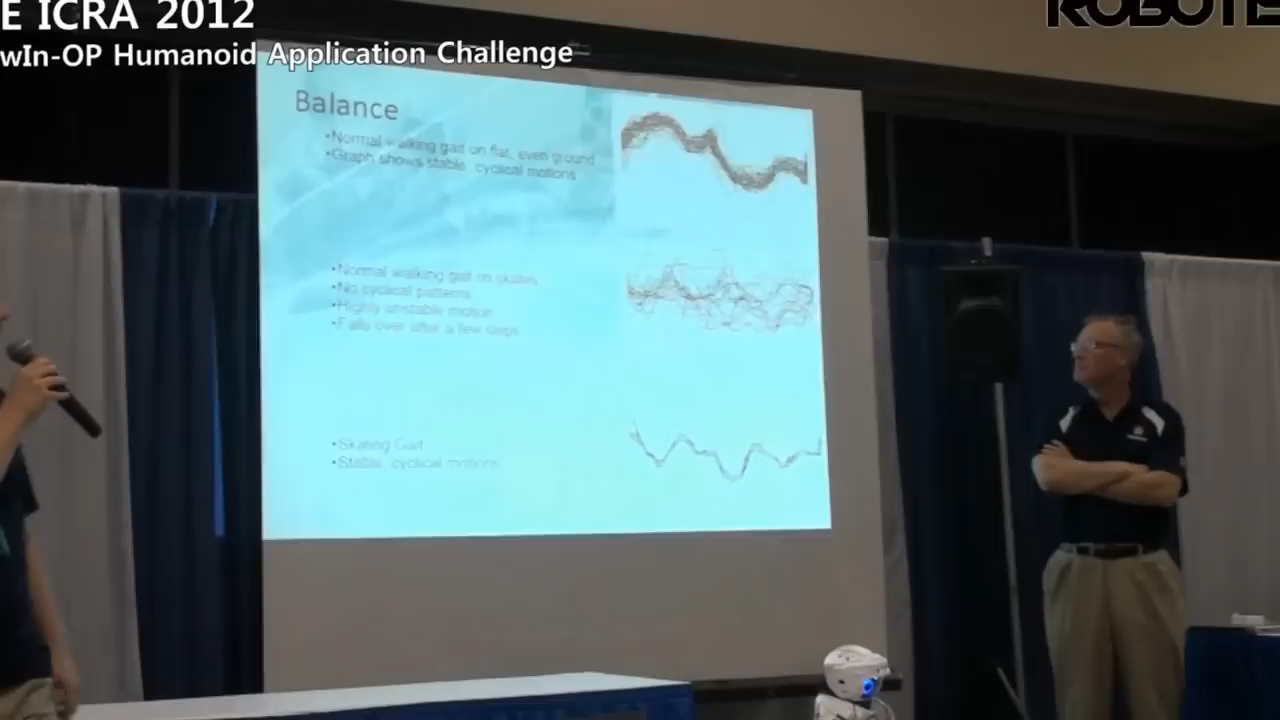 E ICRA 2012
wIn-OP Humanoid Application Challenge
ROBOTI
Balance
•Normal walking gait on flat, even ground
•Graph shows stable, cyclical motions
•Normal walking gait on skates
•No cyclical patterns
•Highly unstable motion
•Falls over after a few steps
•Skating Gait
•Stable, cyclical motions